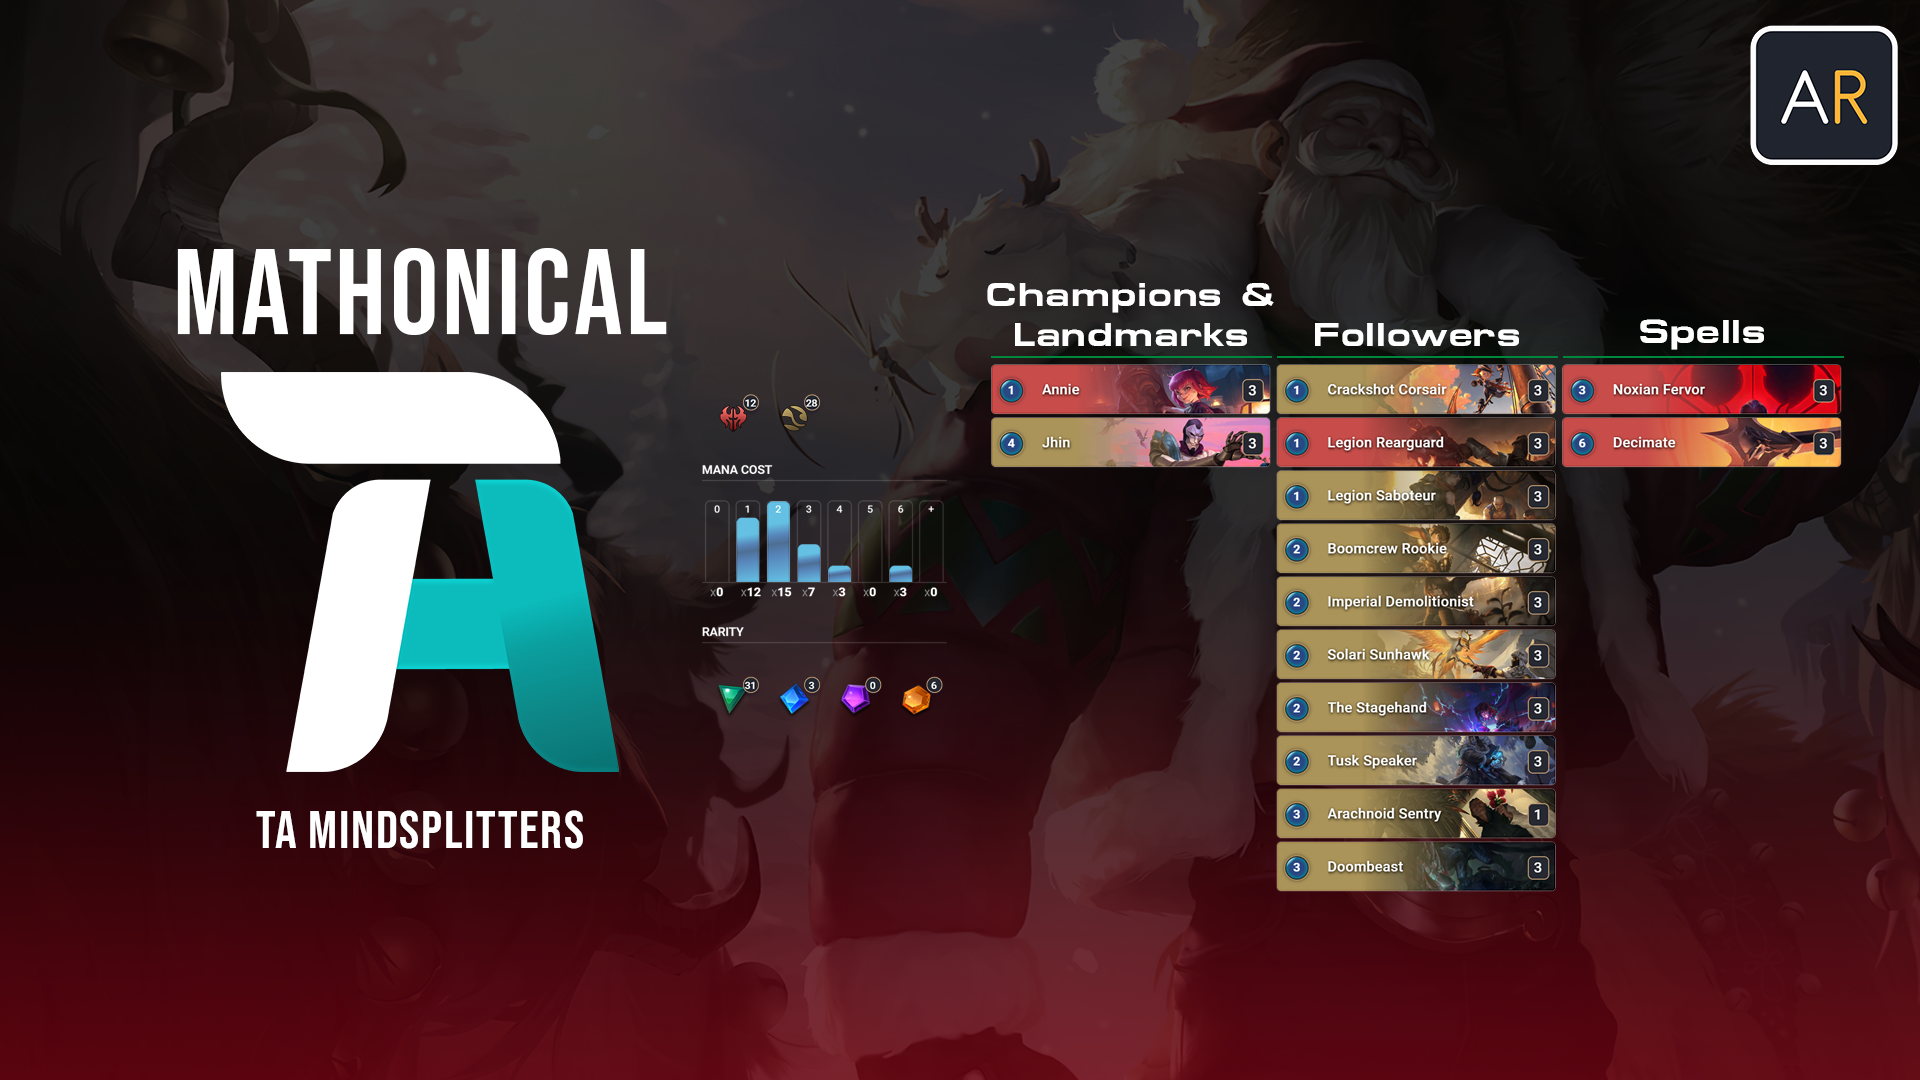 AR
MATHONICAL
TA MINDSPLITTERS
12
28
MANA COST
0 1 2 3 4 5 6 +
x0 x12 x15 x7 x3 x0 x3 x0
RARITY
31
3
0
6
Champions &
Landmarks
1 Annie 3
4 Jhin 3
Followers
1 Crackshot Corsair 3
1 Legion Rearguard 3
1 Legion Saboteur 3
2 Boomcrew Rookie 3
2 Imperial Demolitionist 3
2 Solari Sunhawk 3
2 The Stagehand 3
2 Tusk Speaker 3
3 Arachnoid Sentry 1
3 Doombeast 3
Spells
3 Noxian Fervor 3
6 Decimate 3